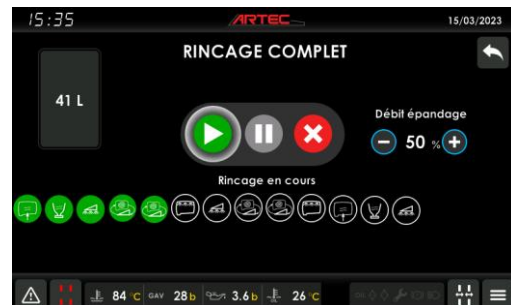 15:35 ARTEC 15/03/2023
RINCAGE COMPLET
41 L
Débit épandage
50 %
Rincage en cours
84 °C GAV 28 b 3.6 b 26 °C